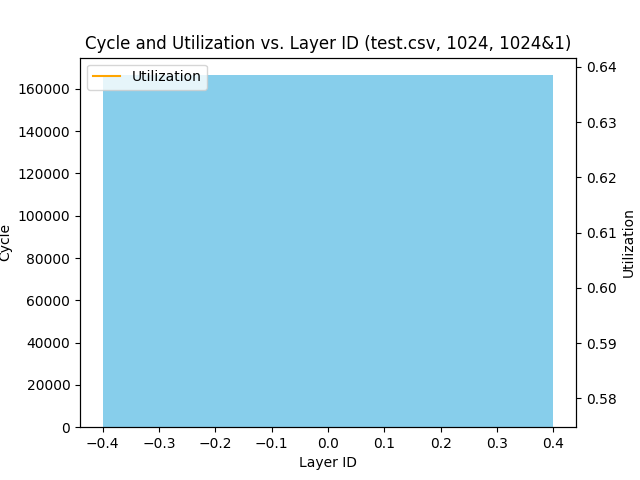 Cycle and Utilization vs. Layer ID (test.csv, 1024, 1024&1)
Utilization
160000
140000
120000
100000
80000
60000
40000
20000
0
Cycle
0.64
0.63
0.62
0.61
0.60
0.59
0.58
Utilization
−0.4 −0.3 −0.2 −0.1 0.0 0.1 0.2 0.3 0.4
Layer ID